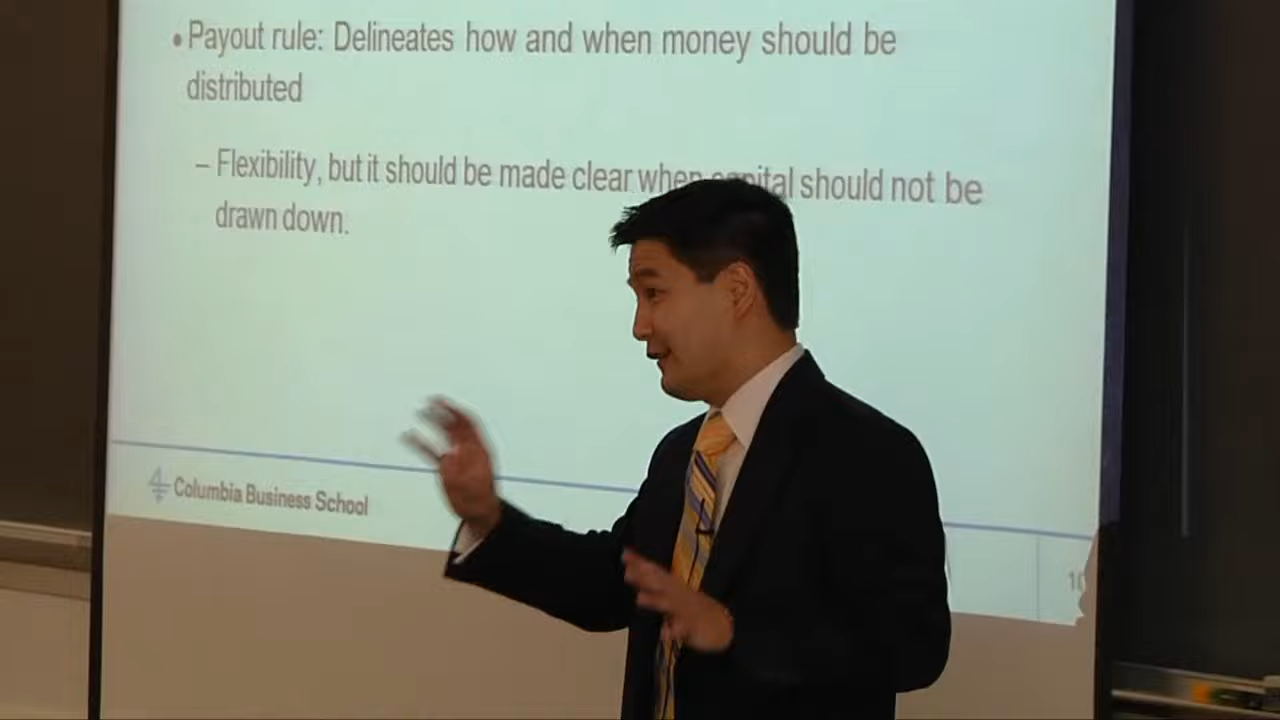 • Payout rule: Delineates how and when money should be
distributed
– Flexibility, but it should be made clear when capital should not be
drawn down.
Columbia Business School